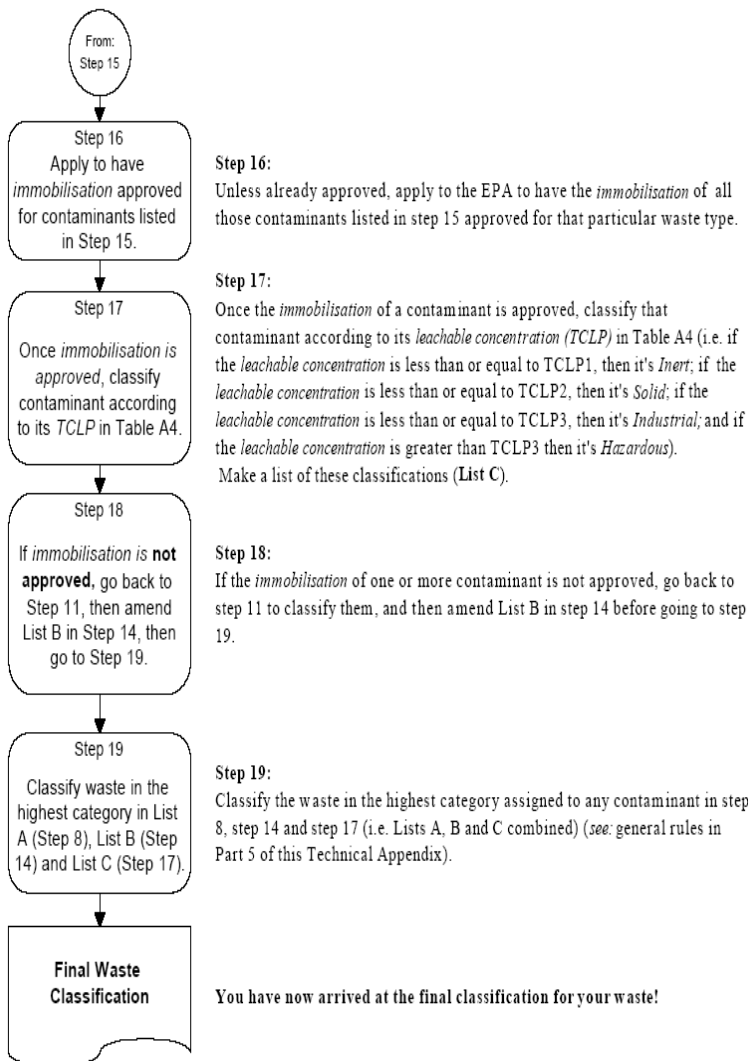 From:
Step 15
Step 16
Apply to have
immobilisation approved
for contaminants listed
in Step 15.
Step 16:
Unless already approved, apply to the EPA to have the immobilisation of all
those contaminants listed in step 15 approved for that particular waste type.
Step 17
Once immobilisation is
approved, classify
contaminant according
to its TCLP in Table A4.
Step 17:
Once the immobilisation of a contaminant is approved, classify that
contaminant according to its leachable concentration (TCLP) in Table A4 (i.e. if
the leachable concentration is less than or equal to TCLP1, then it's Inert; if the
leachable concentration is less than or equal to TCLP2, then it's Solid; if the
leachable concentration is less than or equal to TCLP3, then it's Industrial; and if
the leachable concentration is greater than TCLP3 then it's Hazardous).
Make a list of these classifications (List C).
Step 18
If immobilisation is not
approved, go back to
Step 11, then amend
List B in Step 14, then
go to Step 19.
Step 18:
If the immobilisation of one or more contaminant is not approved, go back to
step 11 to classify them, and then amend List B in step 14 before going to step
19.
Step 19
Classify waste in the
highest category in List
A (Step 8), List B (Step
14) and List C (Step 17).
Step 19:
Classify the waste in the highest category assigned to any contaminant in step
8, step 14 and step 17 (i.e. Lists A, B and C combined) (see: general rules in
Part 5 of this Technical Appendix).
Final Waste
Classification
You have now arrived at the final classification for your waste!